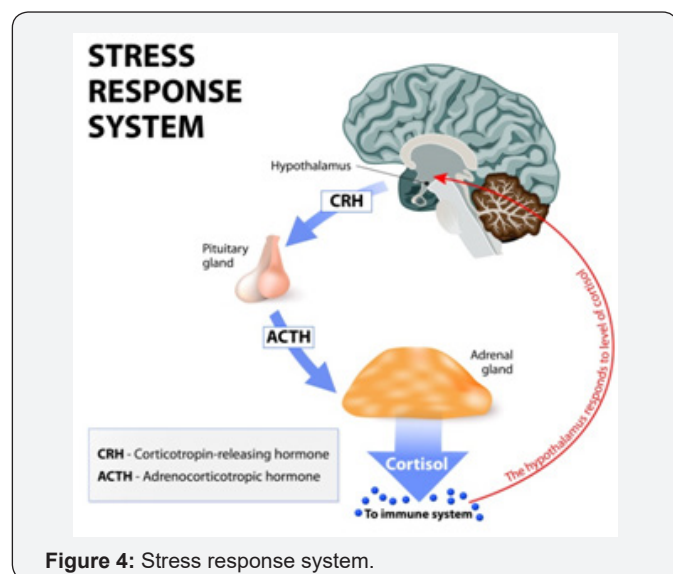 STRESS
RESPONSE
SYSTEM
Hypothalamus
CRH
Pituitary
gland
ACTH
Adrenal
gland
The hypothalamus responds to level of cortisol
CRH - Corticotropin-releasing hormone
ACTH - Adrenocorticotropic hormone
Cortisol
To immune system
Figure 4: Stress response system.